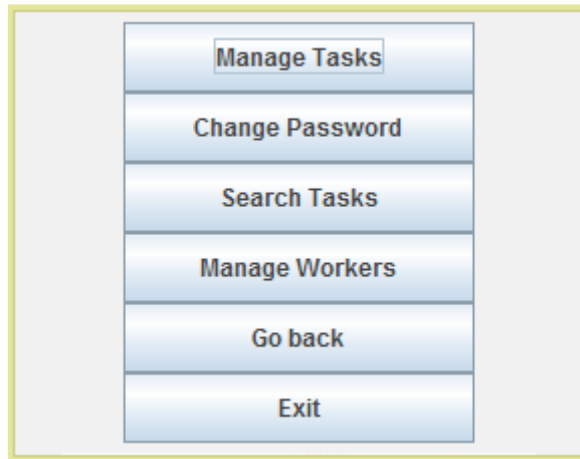 Manage Tasks
Change Password
Search Tasks
Manage Workers
Go back
Exit